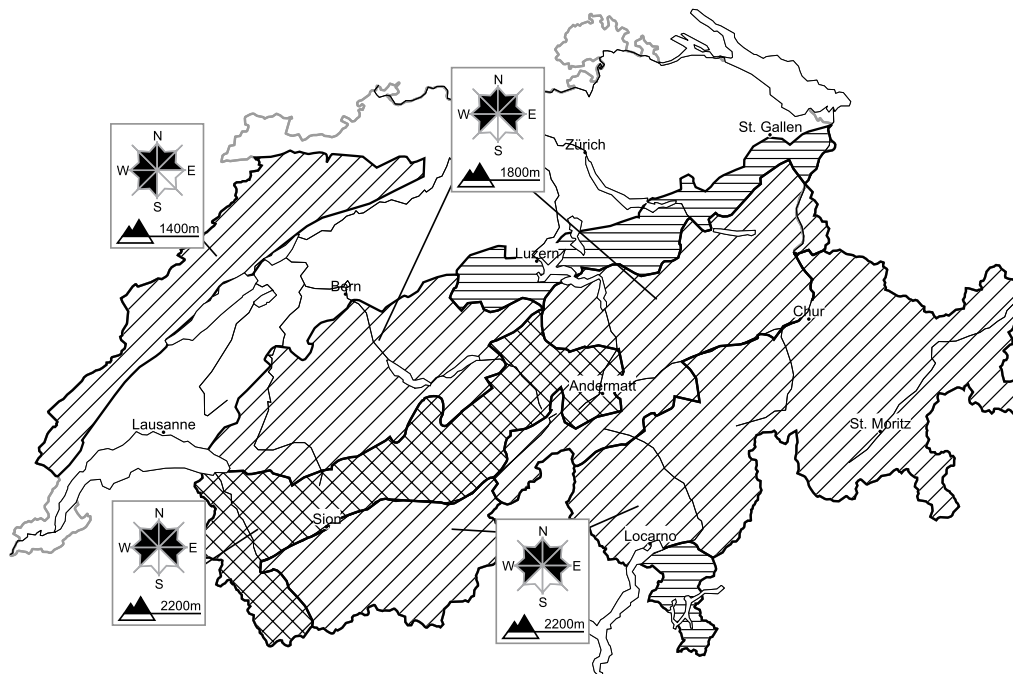 N
W E
S
1800m
St. Gallen
Zürich
N
W E
S
1400m
Luzern
Bern
Chur
Andermatt
Lausanne
St. Moritz
N
W E
S
2200m
Sion
N
W E
S
2200m
Locarno